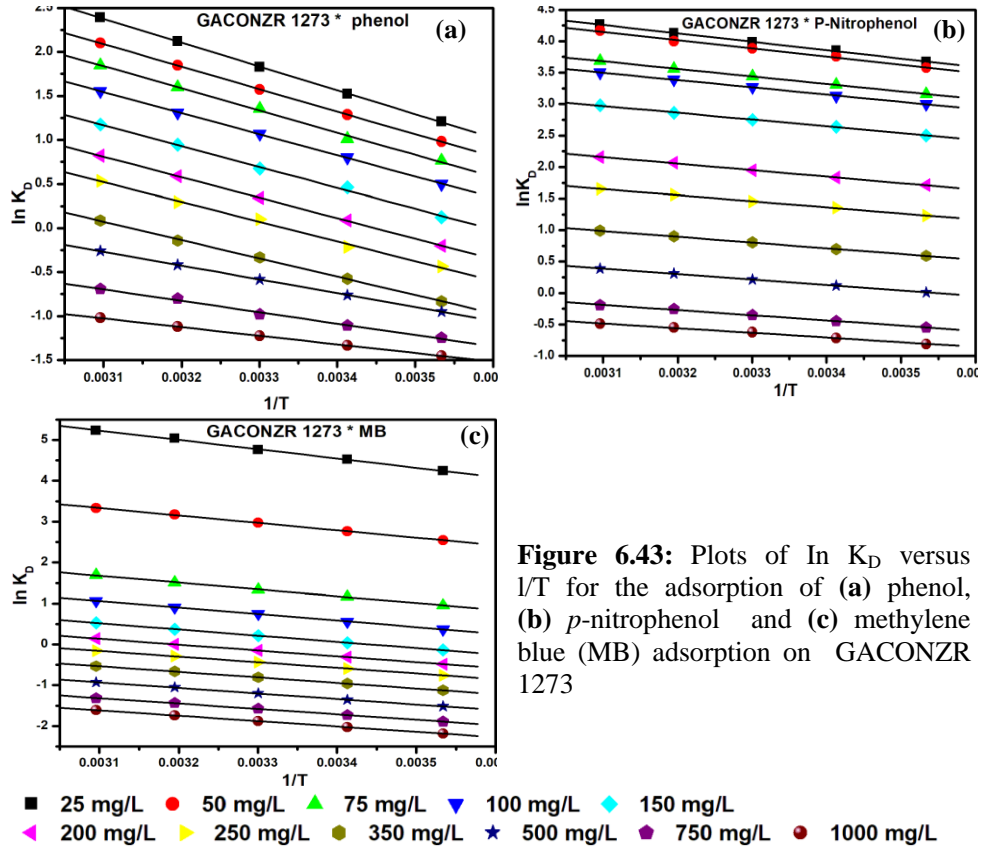 GACONZR 1273 * phenol
(a)
2.5
2.0
1.5
1.0
0.5
0.0
-0.5
-1.0
-1.5
ln K_D
0.0031 0.0032 0.0033 0.0034 0.0035 0.00
1/T
GACONZR 1273 * P-Nitrophenol
(b)
4.5
4.0
3.5
3.0
2.5
2.0
1.5
1.0
0.5
0.0
-0.5
-1.0
lnK_D
0.0031 0.0032 0.0033 0.0034 0.0035 0.00
1/T
GACONZR 1273 * MB
(c)
5
4
3
2
1
0
-1
-2
ln K_D
0.0031 0.0032 0.0033 0.0034 0.0035 0.00
1/T
Figure 6.43: Plots of In K_D versus
l/T for the adsorption of (a) phenol,
(b) p-nitrophenol and (c) methylene
blue (MB) adsorption on GACONZR
1273
25 mg/L 50 mg/L 75 mg/L 100 mg/L 150 mg/L
200 mg/L 250 mg/L 350 mg/L 500 mg/L 750 mg/L 1000 mg/L